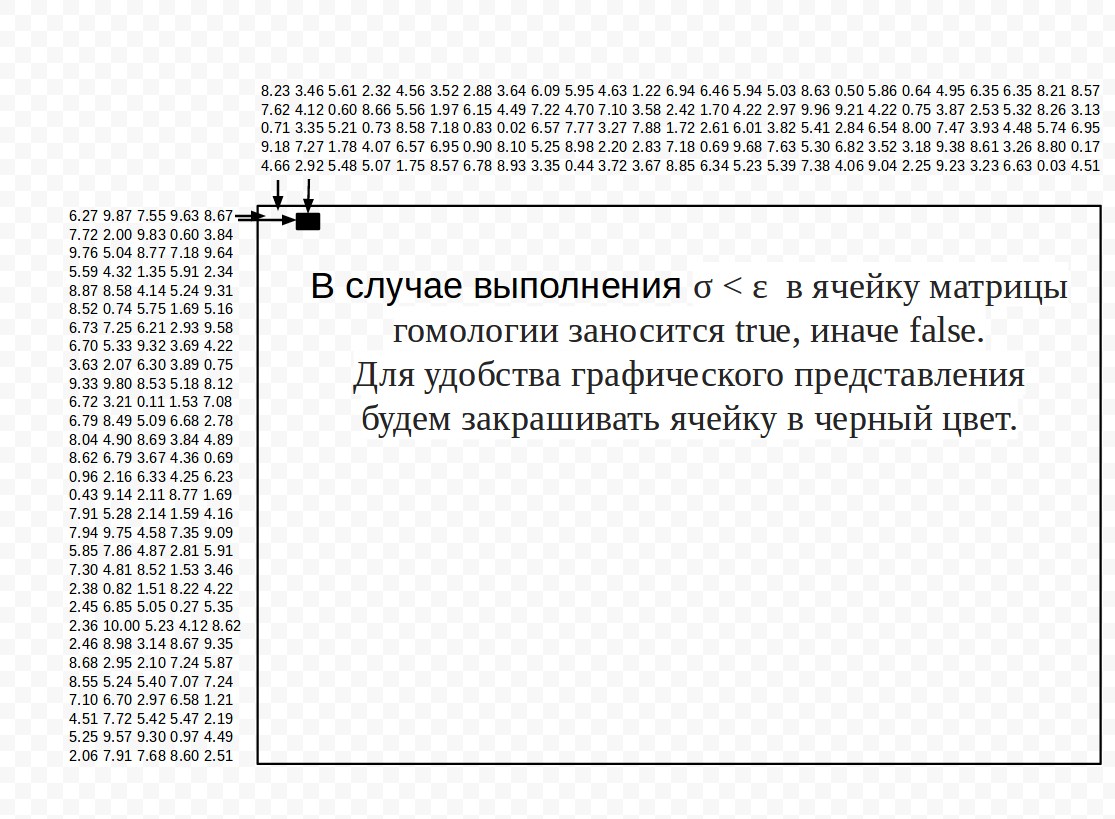 8.23 3.46 5.61 2.32 4.56 3.52 2.88 3.64 6.09 5.95 4.63 1.22 6.94 6.46 5.94 5.03 8.63 0.50 5.86 0.64 4.95 6.35 6.35 8.21 8.57
7.62 4.12 0.60 8.66 5.56 1.97 6.15 4.49 7.22 4.70 7.10 3.58 2.42 1.70 4.22 2.97 9.96 9.21 4.22 0.75 3.87 2.53 5.32 8.26 3.13
0.71 3.35 5.21 0.73 8.58 7.18 0.83 0.02 6.57 7.77 3.27 7.88 1.72 2.61 6.01 3.82 5.41 2.84 6.54 8.00 7.47 3.93 4.48 5.74 6.95
9.18 7.27 1.78 4.07 6.57 6.95 0.90 8.10 5.25 8.98 2.20 2.83 7.18 0.69 9.68 7.63 5.30 6.82 3.52 3.18 9.38 8.61 3.26 8.80 0.17
4.66 2.92 5.48 5.07 1.75 8.57 6.78 8.93 3.35 0.44 3.72 3.67 8.85 6.34 5.23 5.39 7.38 4.06 9.04 2.25 9.23 3.23 6.63 0.03 4.51
6.27 9.87 7.55 9.63 8.67
7.72 2.00 9.83 0.60 3.84
9.76 5.04 8.77 7.18 9.64
5.59 4.32 1.35 5.91 2.34
8.87 8.58 4.14 5.24 9.31
8.52 0.74 5.75 1.69 5.16
6.73 7.25 6.21 2.93 9.58
6.70 5.33 9.32 3.69 4.22
3.63 2.07 6.30 3.89 0.75
9.33 9.80 8.53 5.18 8.12
6.72 3.21 0.11 1.53 7.08
6.79 8.49 5.09 6.68 2.78
8.04 4.90 8.69 3.84 4.89
8.62 6.79 3.67 4.36 0.69
0.96 2.16 6.33 4.25 6.23
0.43 9.14 2.11 8.77 1.69
7.91 5.28 2.14 1.59 4.16
7.94 9.75 4.58 7.35 9.09
5.85 7.86 4.87 2.81 5.91
7.30 4.81 8.52 1.53 3.46
2.38 0.82 1.51 8.22 4.22
2.45 6.85 5.05 0.27 5.35
2.36 10.00 5.23 4.12 8.62
2.46 8.98 3.14 8.67 9.35
8.68 2.95 2.10 7.24 5.87
8.55 5.24 5.40 7.07 7.24
7.10 6.70 2.97 6.58 1.21
4.51 7.72 5.42 5.47 2.19
5.25 9.57 9.30 0.97 4.49
2.06 7.91 7.68 8.60 2.51
В случае выполнения σ < ε в ячейку матрицы
гомологии заносится true, иначе false.
Для удобства графического представления
будем закрашивать ячейку в черный цвет.